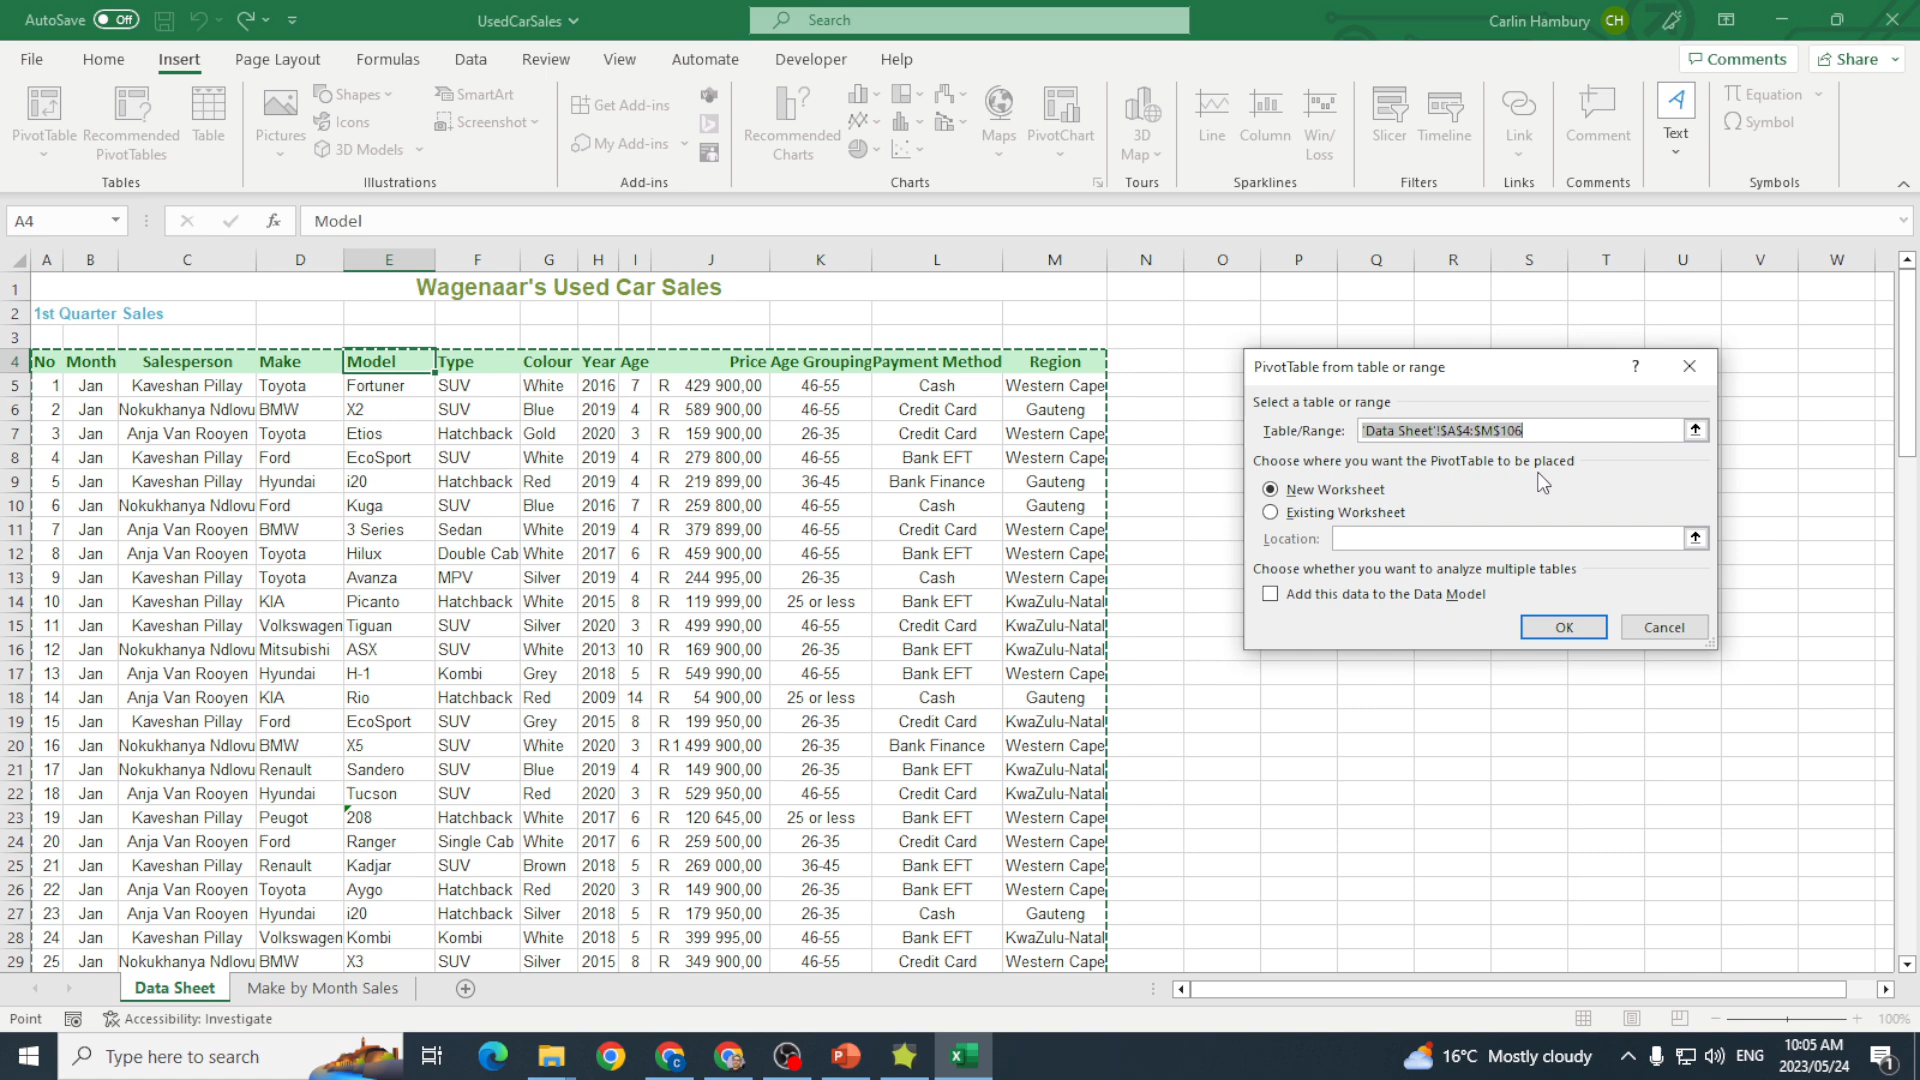 AutoSave Off UsedCarSales Search Carlin Hambury CH
File Home Insert Page Layout Formulas Data Review View Automate Developer Help Comments Share
PivotTable Recommended PivotTables Table Pictures Shapes Icons 3D Models SmartArt Screenshot Get Add-ins My Add-ins Recommended Charts Maps PivotChart 3D Map Line Column Win/ Loss Slicer Timeline Link Comment Text Equation Symbol
Tables Illustrations Add-ins Charts Tours Sparklines Filters Links Comments Symbols
A4 fx Model
A B C D E F G H I J K L M N O P Q R S T U V W
1 Wagenaar's Used Car Sales
2 1st Quarter Sales
3
4 No Month Salesperson Make Model Type Colour Year Age Price Age Grouping Payment Method Region
5 1 Jan Kaveshan Pillay Toyota Fortuner SUV White 2016 7 R 429 900,00 46-55 Cash Western Cape
6 2 Jan Nokukhanya Ndlovu BMW X2 SUV Blue 2019 4 R 589 900,00 46-55 Credit Card Gauteng
7 3 Jan Anja Van Rooyen Toyota Etios Hatchback Gold 2020 3 R 159 900,00 26-35 Credit Card Western Cape
8 4 Jan Kaveshan Pillay Ford EcoSport SUV White 2019 4 R 279 800,00 46-55 Bank EFT Western Cape
9 5 Jan Kaveshan Pillay Hyundai i20 Hatchback Red 2019 4 R 219 899,00 36-45 Bank Finance Gauteng
10 6 Jan Nokukhanya Ndlovu Ford Kuga SUV Blue 2016 7 R 259 800,00 46-55 Cash Gauteng
11 7 Jan Anja Van Rooyen BMW 3 Series Sedan White 2019 4 R 379 899,00 46-55 Credit Card Western Cape
12 8 Jan Anja Van Rooyen Toyota Hilux Double Cab White 2017 6 R 459 900,00 46-55 Bank EFT Western Cape
13 9 Jan Kaveshan Pillay Toyota Avanza MPV Silver 2019 4 R 244 995,00 26-35 Cash Western Cape
14 10 Jan Kaveshan Pillay KIA Picanto Hatchback White 2015 8 R 119 999,00 25 or less Bank EFT KwaZulu-Natal
15 11 Jan Kaveshan Pillay Volkswagen Tiguan SUV Silver 2020 3 R 499 990,00 46-55 Credit Card KwaZulu-Natal
16 12 Jan Nokukhanya Ndlovu Mitsubishi ASX SUV White 2013 10 R 169 900,00 26-35 Bank EFT KwaZulu-Natal
17 13 Jan Anja Van Rooyen Hyundai H-1 Kombi Grey 2018 5 R 549 990,00 46-55 Bank EFT Western Cape
18 14 Jan Anja Van Rooyen KIA Rio Hatchback Red 2009 14 R 54 900,00 25 or less Cash Gauteng
19 15 Jan Kaveshan Pillay Ford EcoSport SUV Grey 2015 8 R 199 950,00 26-35 Credit Card KwaZulu-Natal
20 16 Jan Nokukhanya Ndlovu BMW X5 SUV White 2020 3 R 1 499 900,00 26-35 Bank Finance Western Cape
21 17 Jan Nokukhanya Ndlovu Renault Sandero SUV Blue 2019 4 R 149 900,00 26-35 Bank EFT KwaZulu-Natal
22 18 Jan Anja Van Rooyen Hyundai Tucson SUV Red 2020 3 R 529 950,00 46-55 Credit Card KwaZulu-Natal
23 19 Jan Kaveshan Pillay Peugot 208 Hatchback White 2017 6 R 120 645,00 25 or less Bank EFT Western Cape
24 20 Jan Anja Van Rooyen Ford Ranger Single Cab White 2017 6 R 259 500,00 26-35 Credit Card Western Cape
25 21 Jan Kaveshan Pillay Renault Kadjar SUV Brown 2018 5 R 269 000,00 36-45 Bank EFT Western Cape
26 22 Jan Anja Van Rooyen Toyota Aygo Hatchback Red 2020 3 R 149 900,00 26-35 Bank EFT Western Cape
27 23 Jan Anja Van Rooyen Hyundai i20 Hatchback Silver 2018 5 R 179 950,00 26-35 Cash Gauteng
28 24 Jan Kaveshan Pillay Volkswagen Kombi Kombi White 2018 5 R 399 995,00 46-55 Bank EFT KwaZulu-Natal
29 25 Jan Nokukhanya Ndlovu BMW X3 SUV Silver 2015 8 R 349 900,00 46-55 Credit Card Western Cape
PivotTable from table or range ?
Select a table or range
Table/Range: 'Data Sheet'!$A$4:$M$106
Choose where you want the PivotTable to be placed
New Worksheet
Existing Worksheet
Location:
Choose whether you want to analyze multiple tables
Add this data to the Data Model
OK Cancel
Data Sheet Make by Month Sales
Point Accessibility: Investigate 100%
Type here to search 16°C Mostly cloudy ENG 10:05 AM
2023/05/24 1